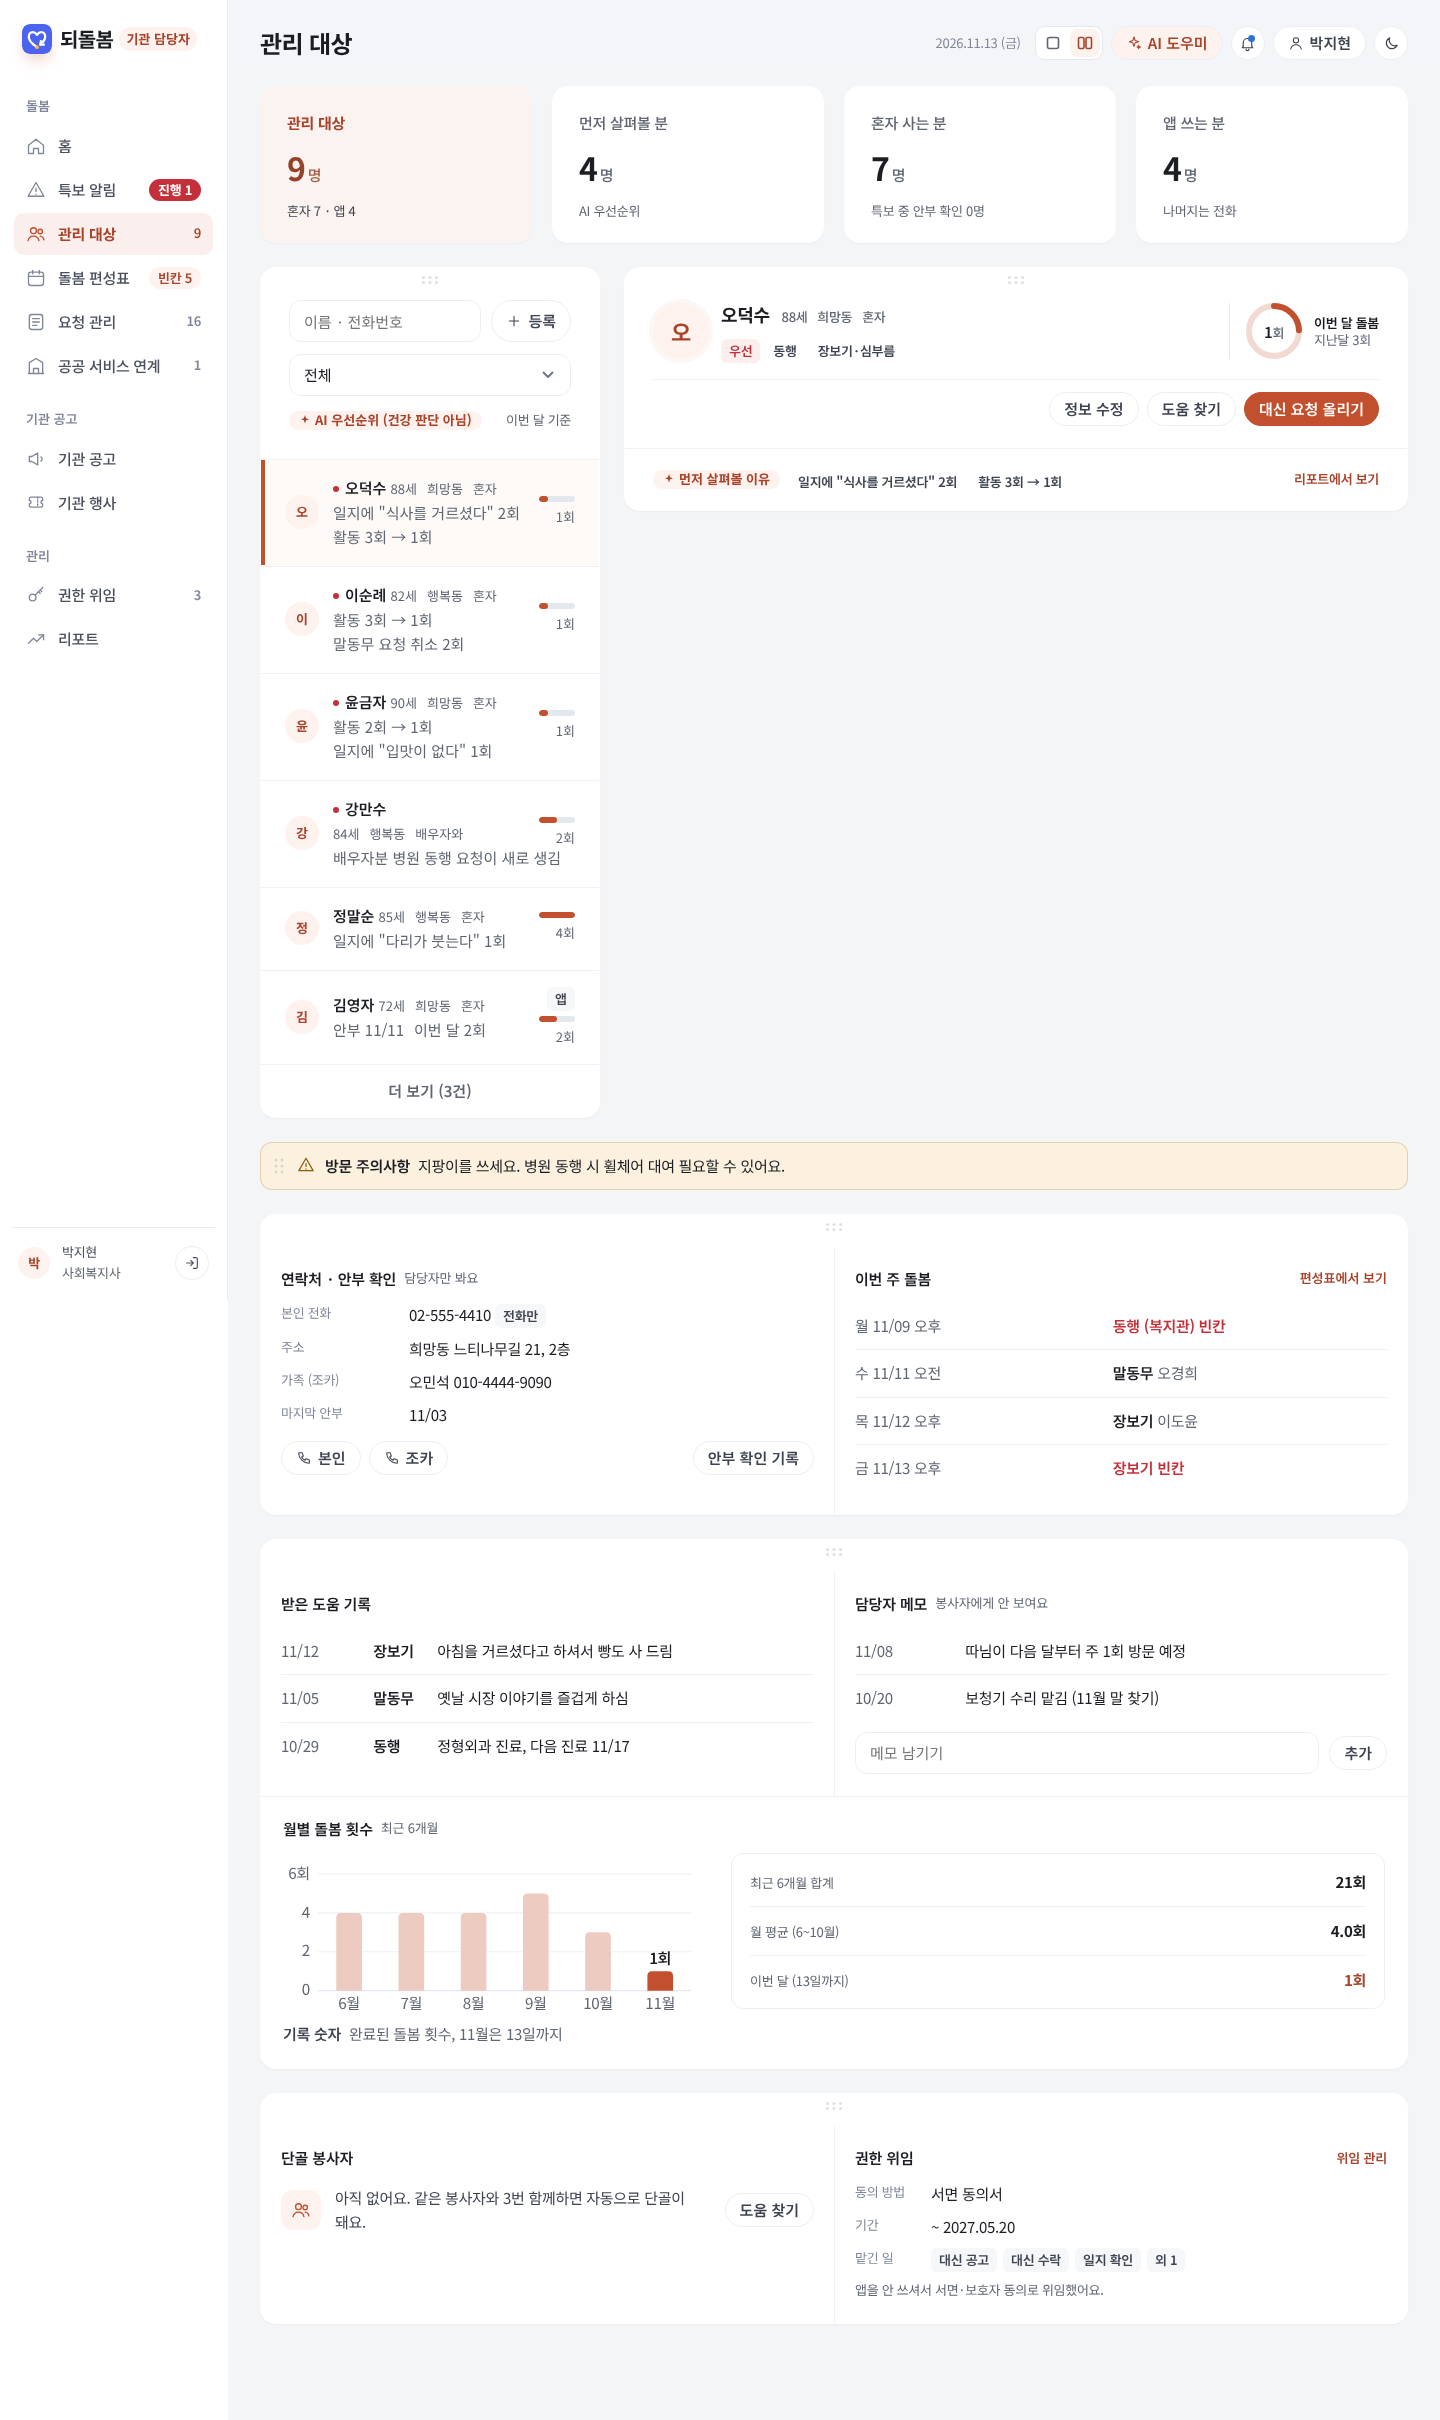 되돌봄 기관 담당자
돌봄
홈
특보 알림 진행 1
관리 대상 9
돌봄 편성표 빈칸 5
요청 관리 16
공공 서비스 연계 1
기관 공고
기관 공고
기관 행사
관리
권한 위임 3
리포트
박 박지현
사회복지사
관리 대상
2026.11.13 (금) AI 도우미 박지현
관리 대상
9명
혼자 7 · 앱 4
먼저 살펴볼 분
4명
AI 우선순위
혼자 사는 분
7명
특보 중 안부 확인 0명
앱 쓰는 분
4명
나머지는 전화
이름 · 전화번호 + 등록
전체
AI 우선순위 (건강 판단 아님) 이번 달 기준
오 오덕수 88세 희망동 혼자
일지에 "식사를 거르셨다" 2회
활동 3회 → 1회
1회
이 이순례 82세 행복동 혼자
활동 3회 → 1회
말동무 요청 취소 2회
1회
윤 윤금자 90세 희망동 혼자
활동 2회 → 1회
일지에 "입맛이 없다" 1회
1회
강 강만수
84세 행복동 배우자와
배우자분 병원 동행 요청이 새로 생김
2회
정 정말순 85세 행복동 혼자
일지에 "다리가 붓는다" 1회
4회
김 김영자 72세 희망동 혼자
안부 11/11 이번 달 2회
앱
2회
더 보기 (3건)
오 오덕수 88세 희망동 혼자
우선 동행 장보기·심부름
1회 이번 달 돌봄
지난달 3회
정보 수정 도움 찾기 대신 요청 올리기
먼저 살펴볼 이유 일지에 "식사를 거르셨다" 2회 활동 3회 → 1회 리포트에서 보기
방문 주의사항 지팡이를 쓰세요. 병원 동행 시 휠체어 대여 필요할 수 있어요.
연락처 · 안부 확인 담당자만 봐요
본인 전화 02-555-4410 전화만
주소 희망동 느티나무길 21, 2층
가족 (조카) 오민석 010-4444-9090
마지막 안부 11/03
본인 조카 안부 확인 기록
이번 주 돌봄 편성표에서 보기
월 11/09 오후 동행 (복지관) 빈칸
수 11/11 오전 말동무 오경희
목 11/12 오후 장보기 이도윤
금 11/13 오후 장보기 빈칸
받은 도움 기록
11/12 장보기 아침을 거르셨다고 하셔서 빵도 사 드림
11/05 말동무 옛날 시장 이야기를 즐겁게 하심
10/29 동행 정형외과 진료, 다음 진료 11/17
담당자 메모 봉사자에게 안 보여요
11/08 따님이 다음 달부터 주 1회 방문 예정
10/20 보청기 수리 맡김 (11월 말 찾기)
메모 남기기 추가
월별 돌봄 횟수 최근 6개월
6회
4
2
0
1회
6월 7월 8월 9월 10월 11월
기록 숫자 완료된 돌봄 횟수, 11월은 13일까지
최근 6개월 합계 21회
월 평균 (6~10월) 4.0회
이번 달 (13일까지) 1회
단골 봉사자
아직 없어요. 같은 봉사자와 3번 함께하면 자동으로 단골이
돼요.
도움 찾기
권한 위임 위임 관리
동의 방법 서면 동의서
기간 ~ 2027.05.20
맡긴 일 대신 공고 대신 수락 일지 확인 외 1
앱을 안 쓰셔서 서면·보호자 동의로 위임했어요.